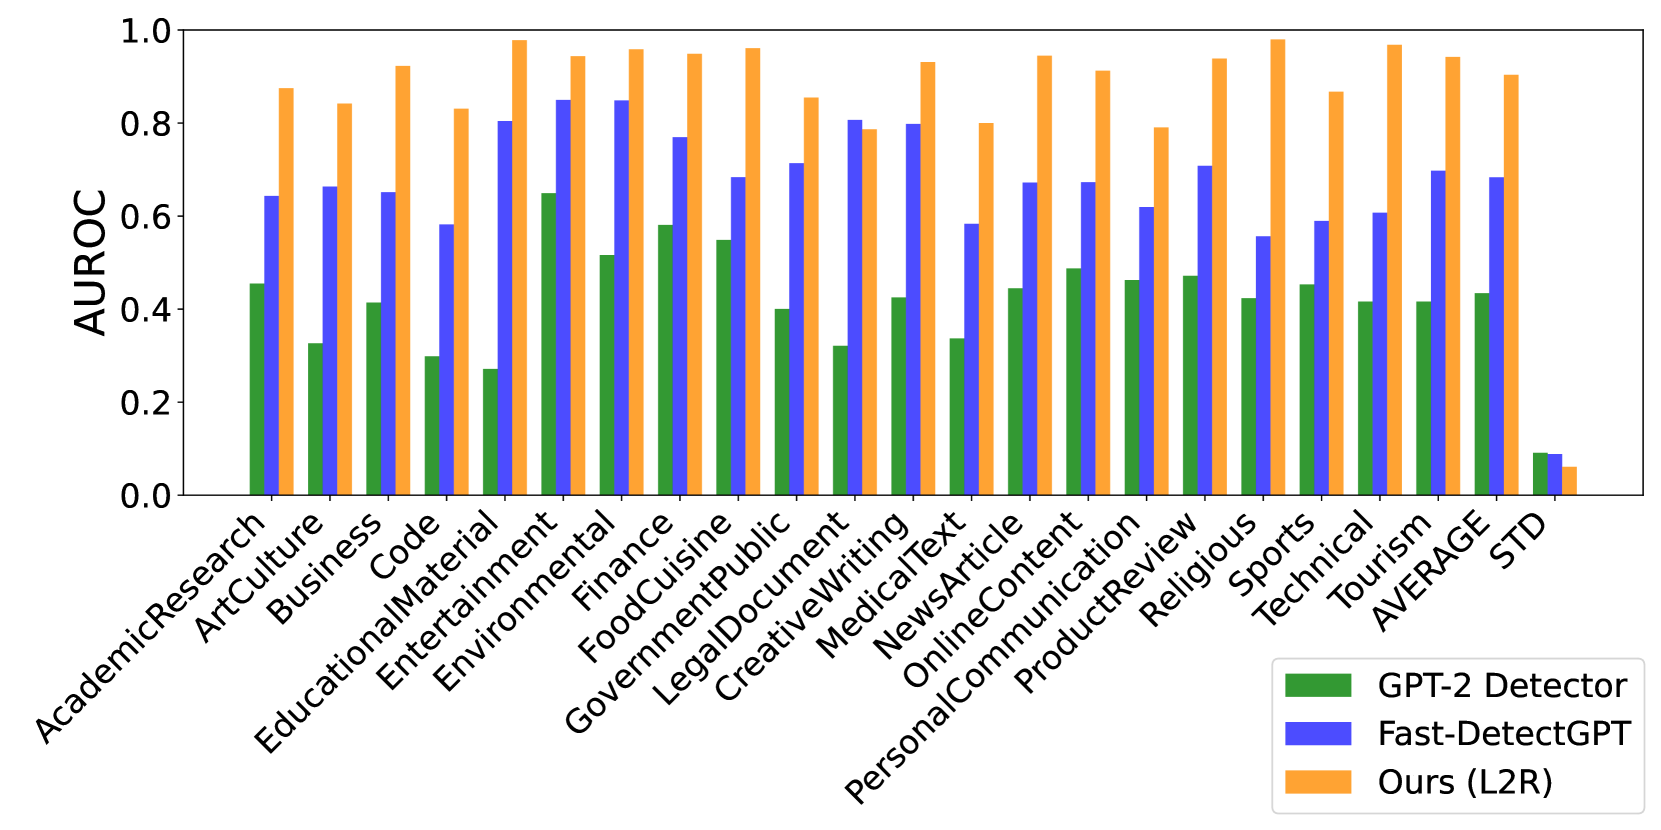 1.0
0.8
0.6
0.4
0.2
0.0
AUROC
AcademicResearch
ArtCulture
Business
Code
EducationalMaterial
Entertainment
Environmental
Finance
FoodCuisine
GovernmentPublic
LegalDocument
CreativeWriting
MedicalText
NewsArticle
OnlineContent
PersonalCommunication
ProductReview
Religious
Sports
Technical
Tourism
AVERAGE
STD
GPT-2 Detector
Fast-DetectGPT
Ours (L2R)